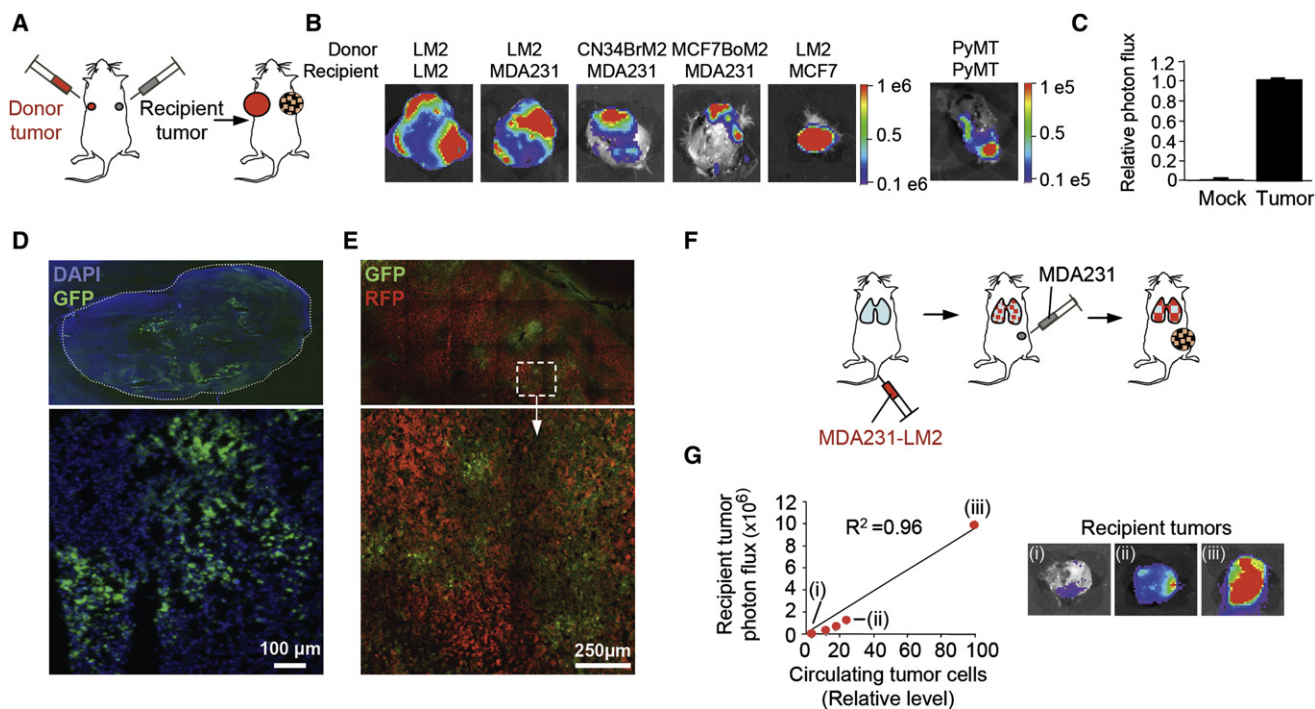 A
Donor
tumor
Recipient
tumor
B
Donor LM2 LM2 CN34BrM2 MCF7BoM2 LM2 PyMT
Recipient LM2 MDA231 MDA231 MDA231 MCF7 PyMT
1 e6
0.5
0.1 e6
1 e5
0.5
0.1 e5
C
Relative photon flux
1.2
1.0
0.8
0.6
0.4
0.2
0
Mock Tumor
D
DAPI
GFP
100 µm
E
GFP
RFP
250µm
F
MDA231
MDA231-LM2
G
Recipient tumor
photon flux (x10⁶)
12
10
8
6
4
2
0
R² =0.96
(i)
(ii)
(iii)
0 20 40 60 80 100
Circulating tumor cells
(Relative level)
Recipient tumors
(i) (ii) (iii)